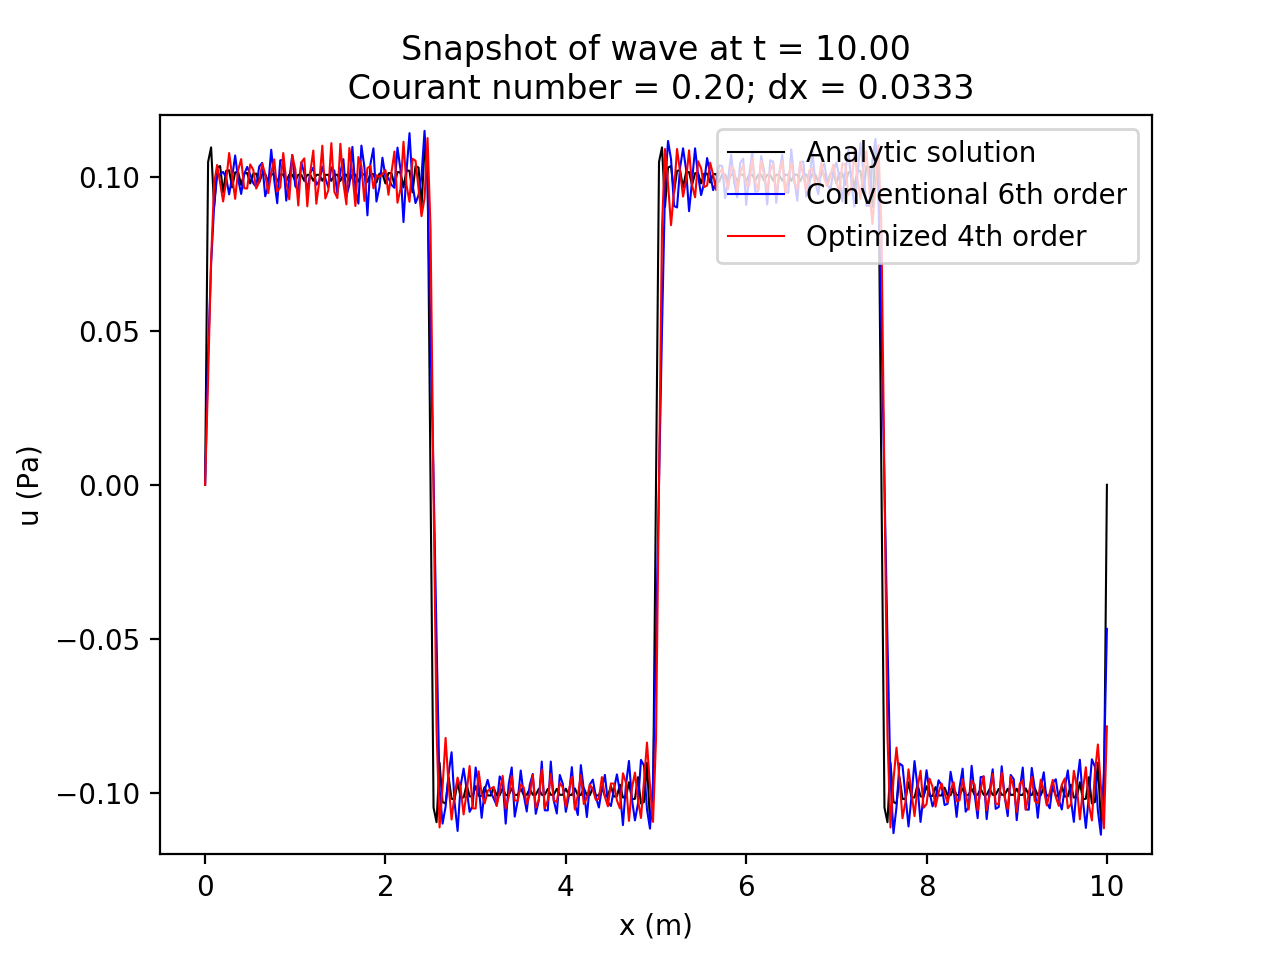 Snapshot of wave at t = 10.00
Courant number = 0.20; dx = 0.0333
Analytic solution
Conventional 6th order
Optimized 4th order
0.10
0.05
0.00
−0.05
−0.10
u (Pa)
0 2 4 6 8 10
x (m)